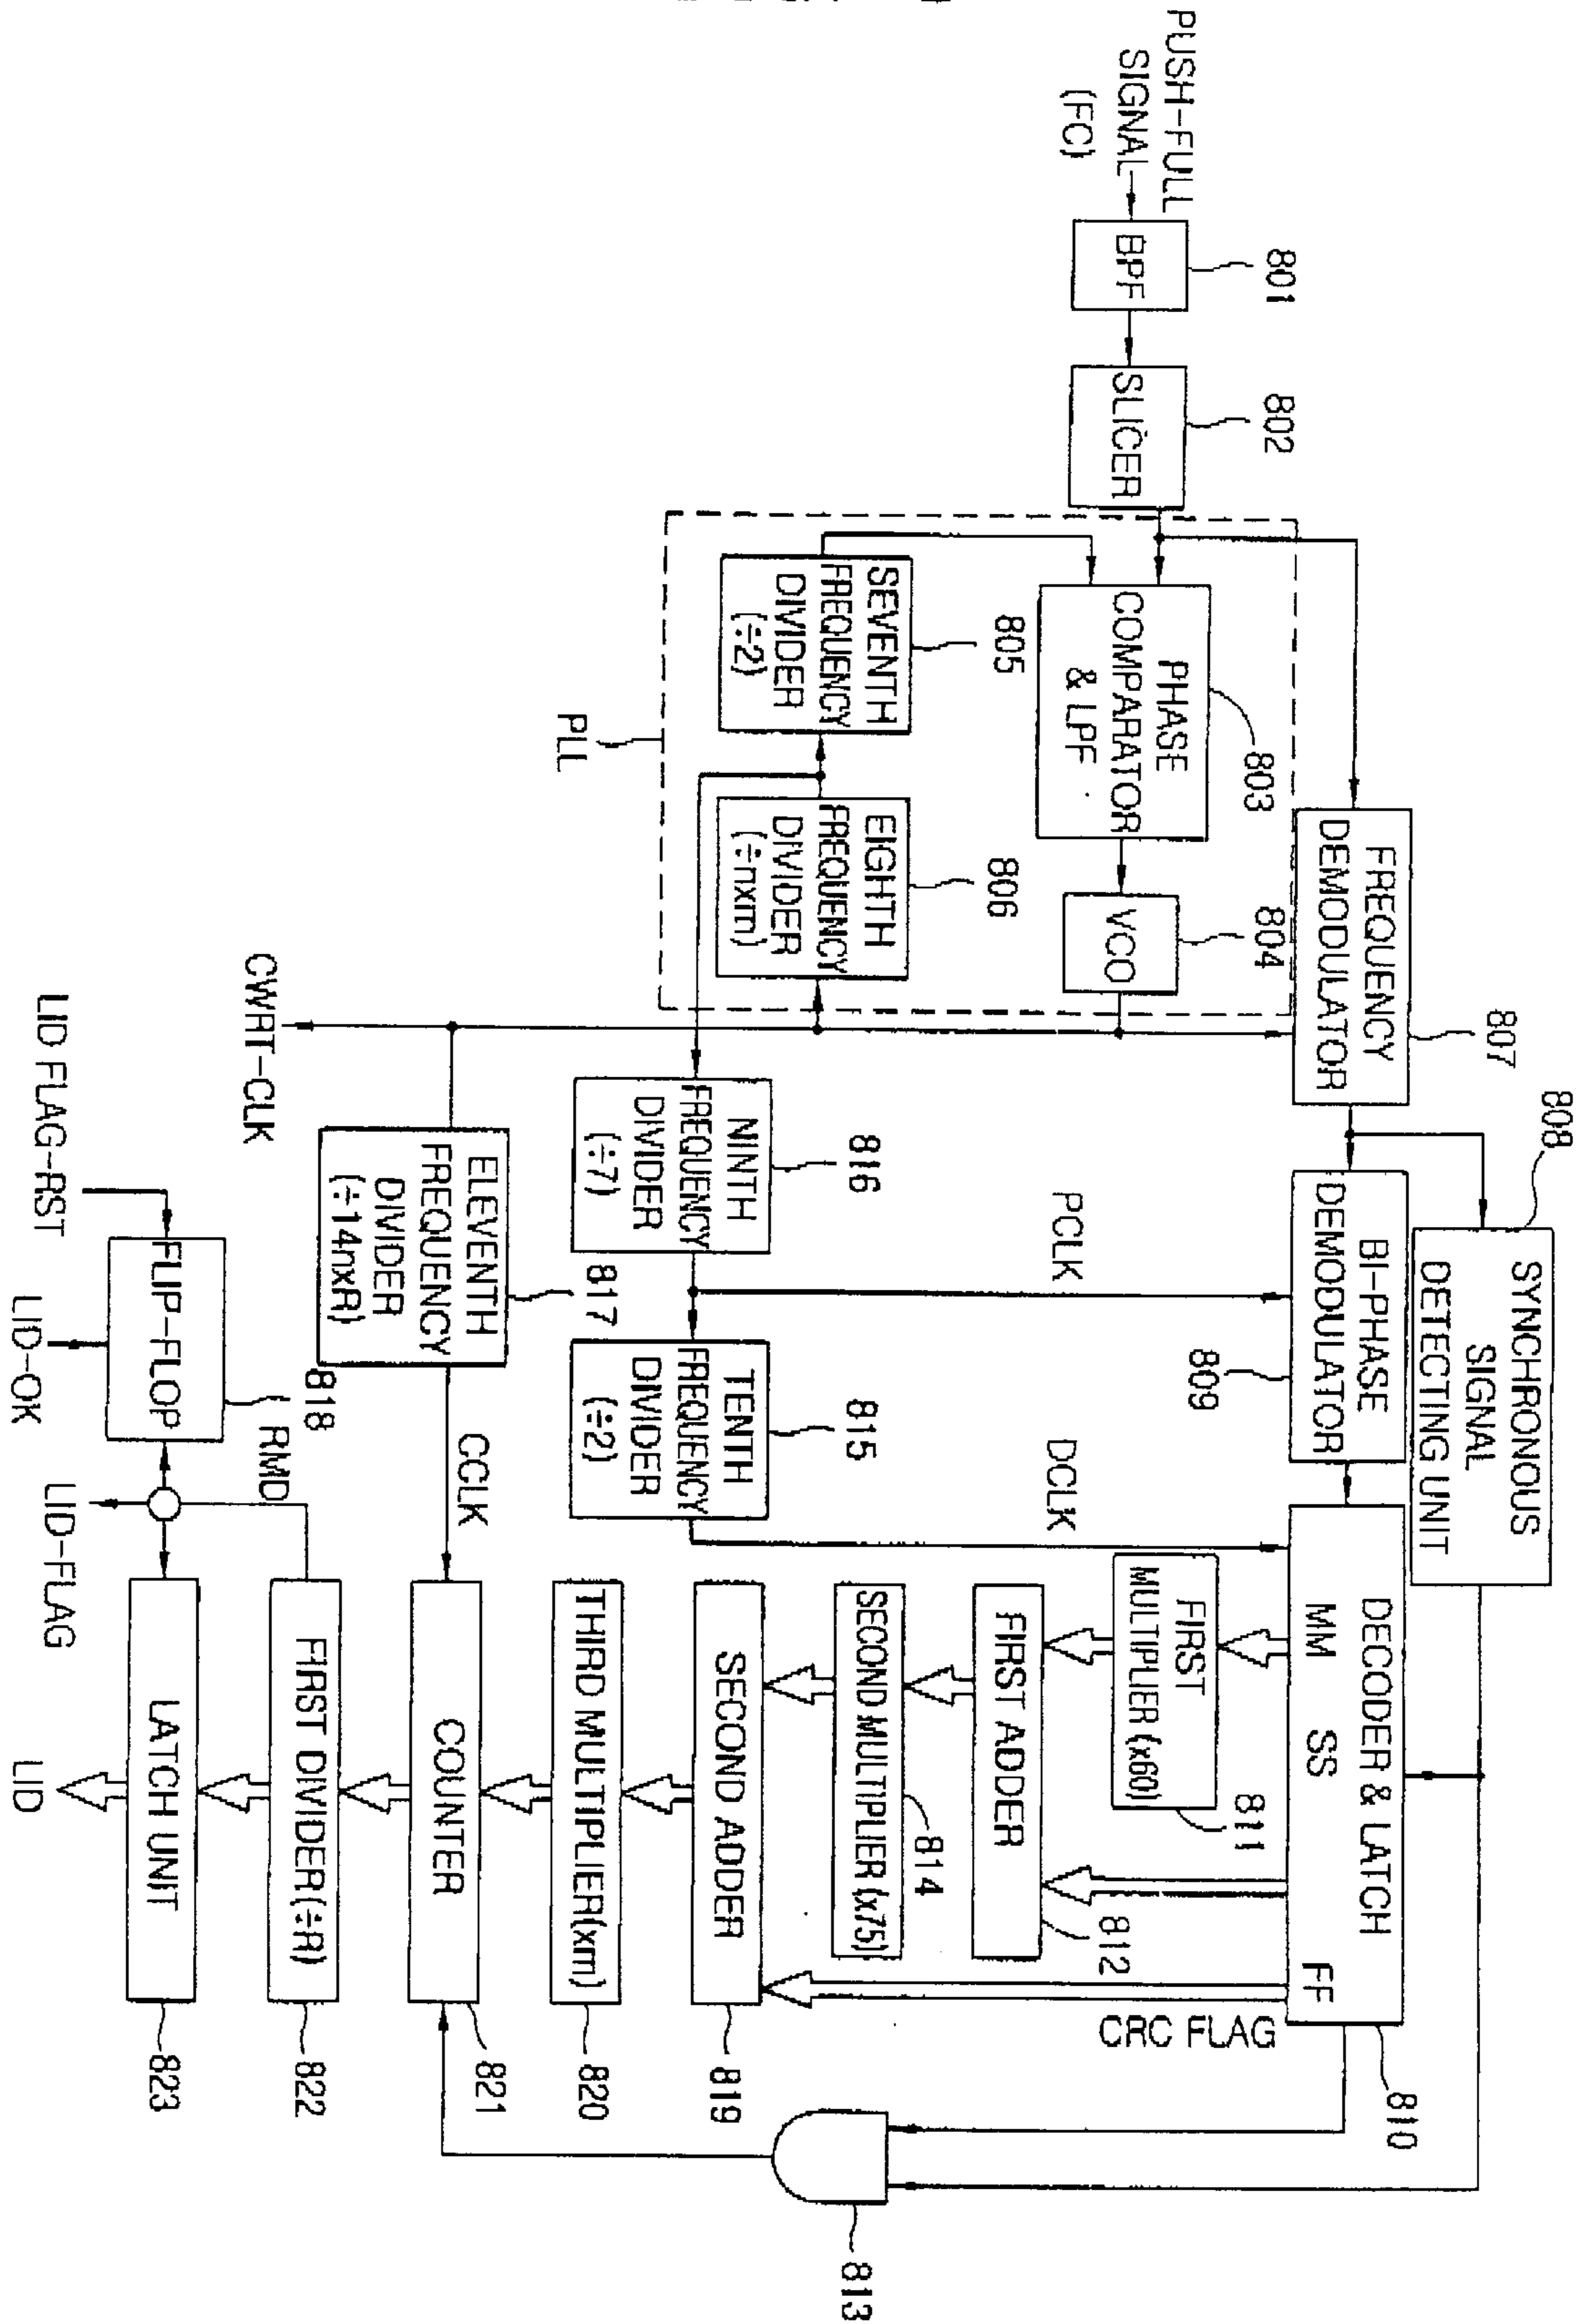 PUSH-FULL
SIGNAL
(FC)
BPF
801
SLICER
802
PHASE
COMPARATOR
& LPF
803
VCO
804
SEVENTH
FREQUENCY
DIVIDER
(÷2)
805
EIGHTH
FREQUENCY
DIVIDER
(÷nxm)
806
PLL
FREQUENCY
DEMODULATOR
807
SYNCHRONOUS
SIGNAL
DETECTING UNIT
808
BI-PHASE
DEMODULATOR
809
DECODER & LATCH
MM SS FF
810
PCLK
DCLK
NINTH
FREQUENCY
DIVIDER
(÷7)
816
TENTH
FREQUENCY
DIVIDER
(÷2)
815
CWRT-CLK
ELEVENTH
FREQUENCY
DIVIDER
(÷14nxR)
817
CCLK
FIRST
MULTIPLIER (x60)
811
FIRST ADDER
812
CRC FLAG
SECOND MULTIPLIER (x75)
814
SECOND ADDER
819
THIRD MULTIPLIER(xm)
820
COUNTER
821
813
FIRST DIVIDER(÷R)
822
LATCH UNIT
823
LID FLAG-RST
FLIP-FLOP
818
RMD
LID-OK
LID-FLAG
LID